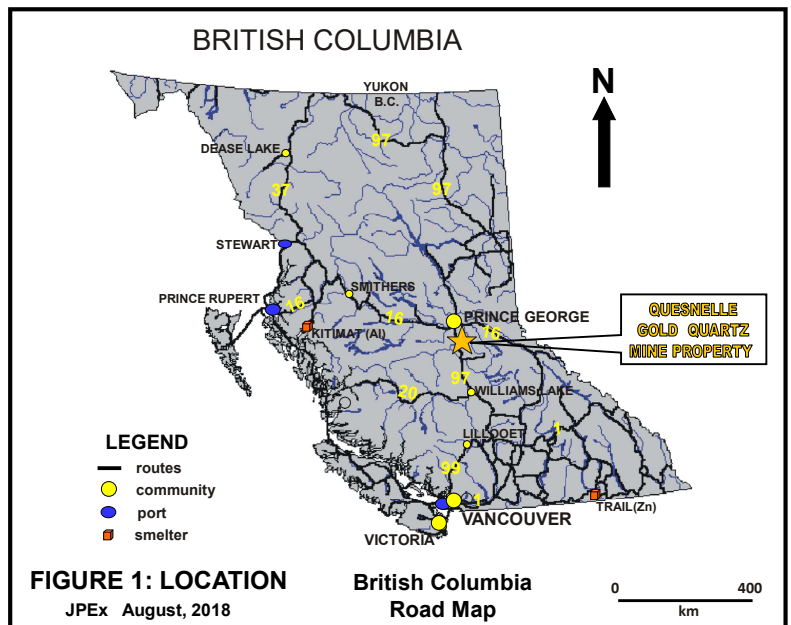 BRITISH COLUMBIA
YUKON
B.C.
N
97
DEASE LAKE
37
97
STEWART
SMITHERS
PRINCE RUPERT
16
16
PRINCE GEORGE
16
KITIMAT (Al)
QUESNELLE
GOLD QUARTZ
MINE PROPERTY
97
20
WILLIAMS LAKE
LILLOOET
1
99
1
TRAIL(Zn)
VANCOUVER
VICTORIA
LEGEND
routes
community
port
smelter
FIGURE 1: LOCATION
JPEx August, 2018
British Columbia
Road Map
0 400
km